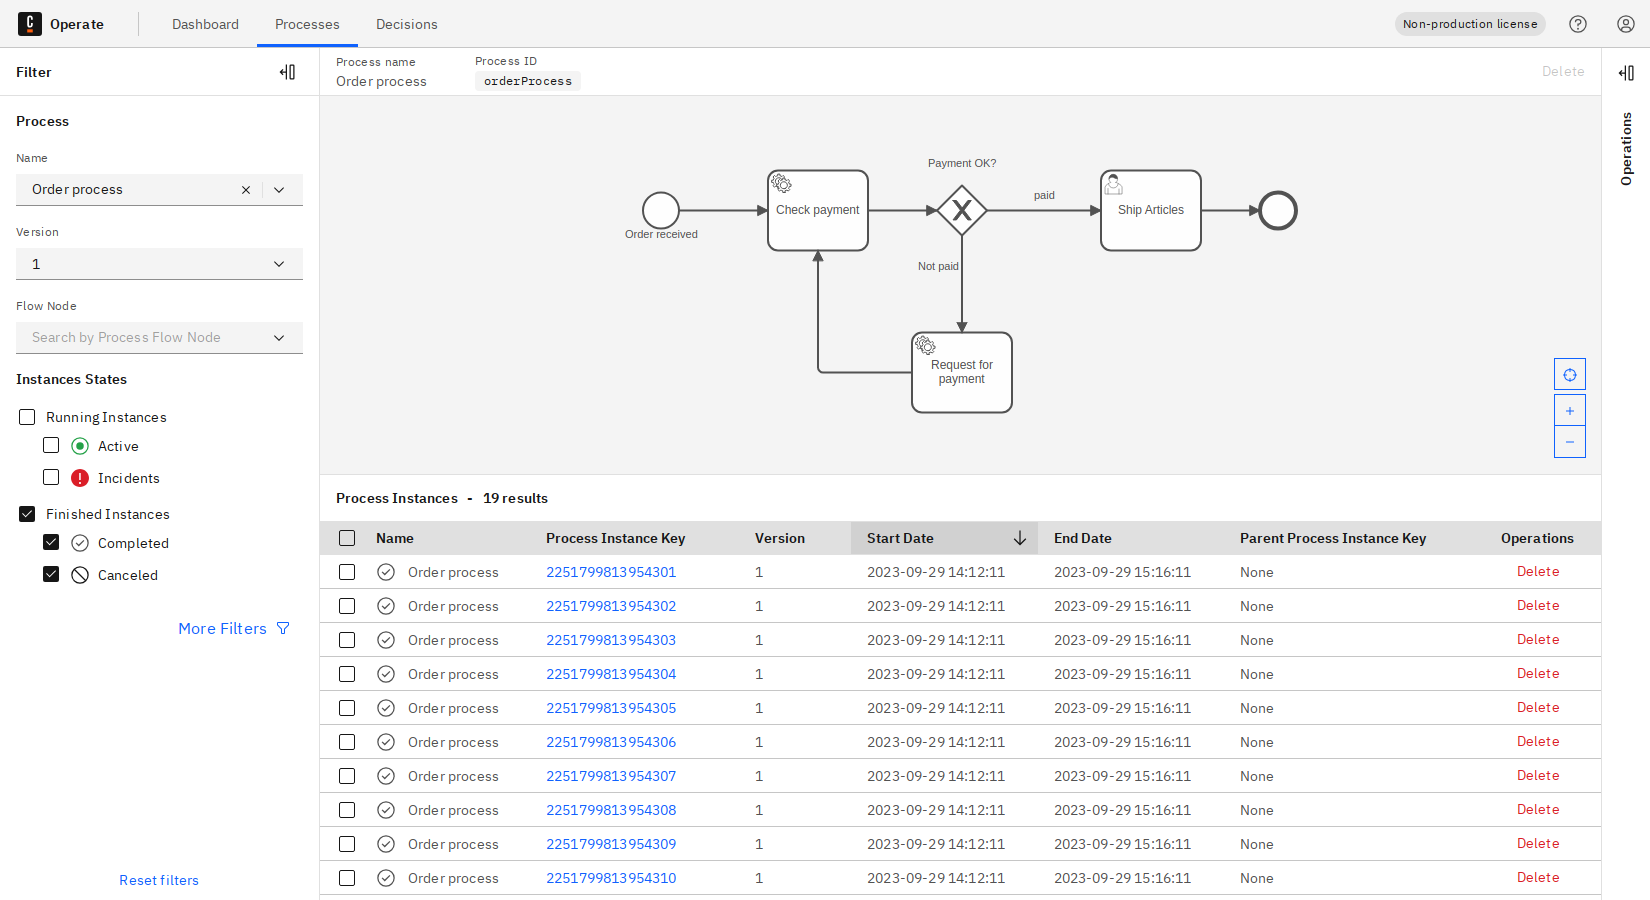 Operate Dashboard Processes Decisions Non-production license
Filter
Process name Process ID
Order process orderProcess
Delete
Operations
Process
Name
Order process
Version
1
Flow Node
Search by Process Flow Node
Instances States
Running Instances
Active
Incidents
Finished Instances
Completed
Canceled
More Filters
Reset filters
Payment OK?
Check payment
paid
Ship Articles
Order received
Not paid
Request for
payment
Process Instances - 19 results
Name Process Instance Key Version Start Date End Date Parent Process Instance Key Operations
Order process 2251799813954301 1 2023-09-29 14:12:11 2023-09-29 15:16:11 None Delete
Order process 2251799813954302 1 2023-09-29 14:12:11 2023-09-29 15:16:11 None Delete
Order process 2251799813954303 1 2023-09-29 14:12:11 2023-09-29 15:16:11 None Delete
Order process 2251799813954304 1 2023-09-29 14:12:11 2023-09-29 15:16:11 None Delete
Order process 2251799813954305 1 2023-09-29 14:12:11 2023-09-29 15:16:11 None Delete
Order process 2251799813954306 1 2023-09-29 14:12:11 2023-09-29 15:16:11 None Delete
Order process 2251799813954307 1 2023-09-29 14:12:11 2023-09-29 15:16:11 None Delete
Order process 2251799813954308 1 2023-09-29 14:12:11 2023-09-29 15:16:11 None Delete
Order process 2251799813954309 1 2023-09-29 14:12:11 2023-09-29 15:16:11 None Delete
Order process 2251799813954310 1 2023-09-29 14:12:11 2023-09-29 15:16:11 None Delete